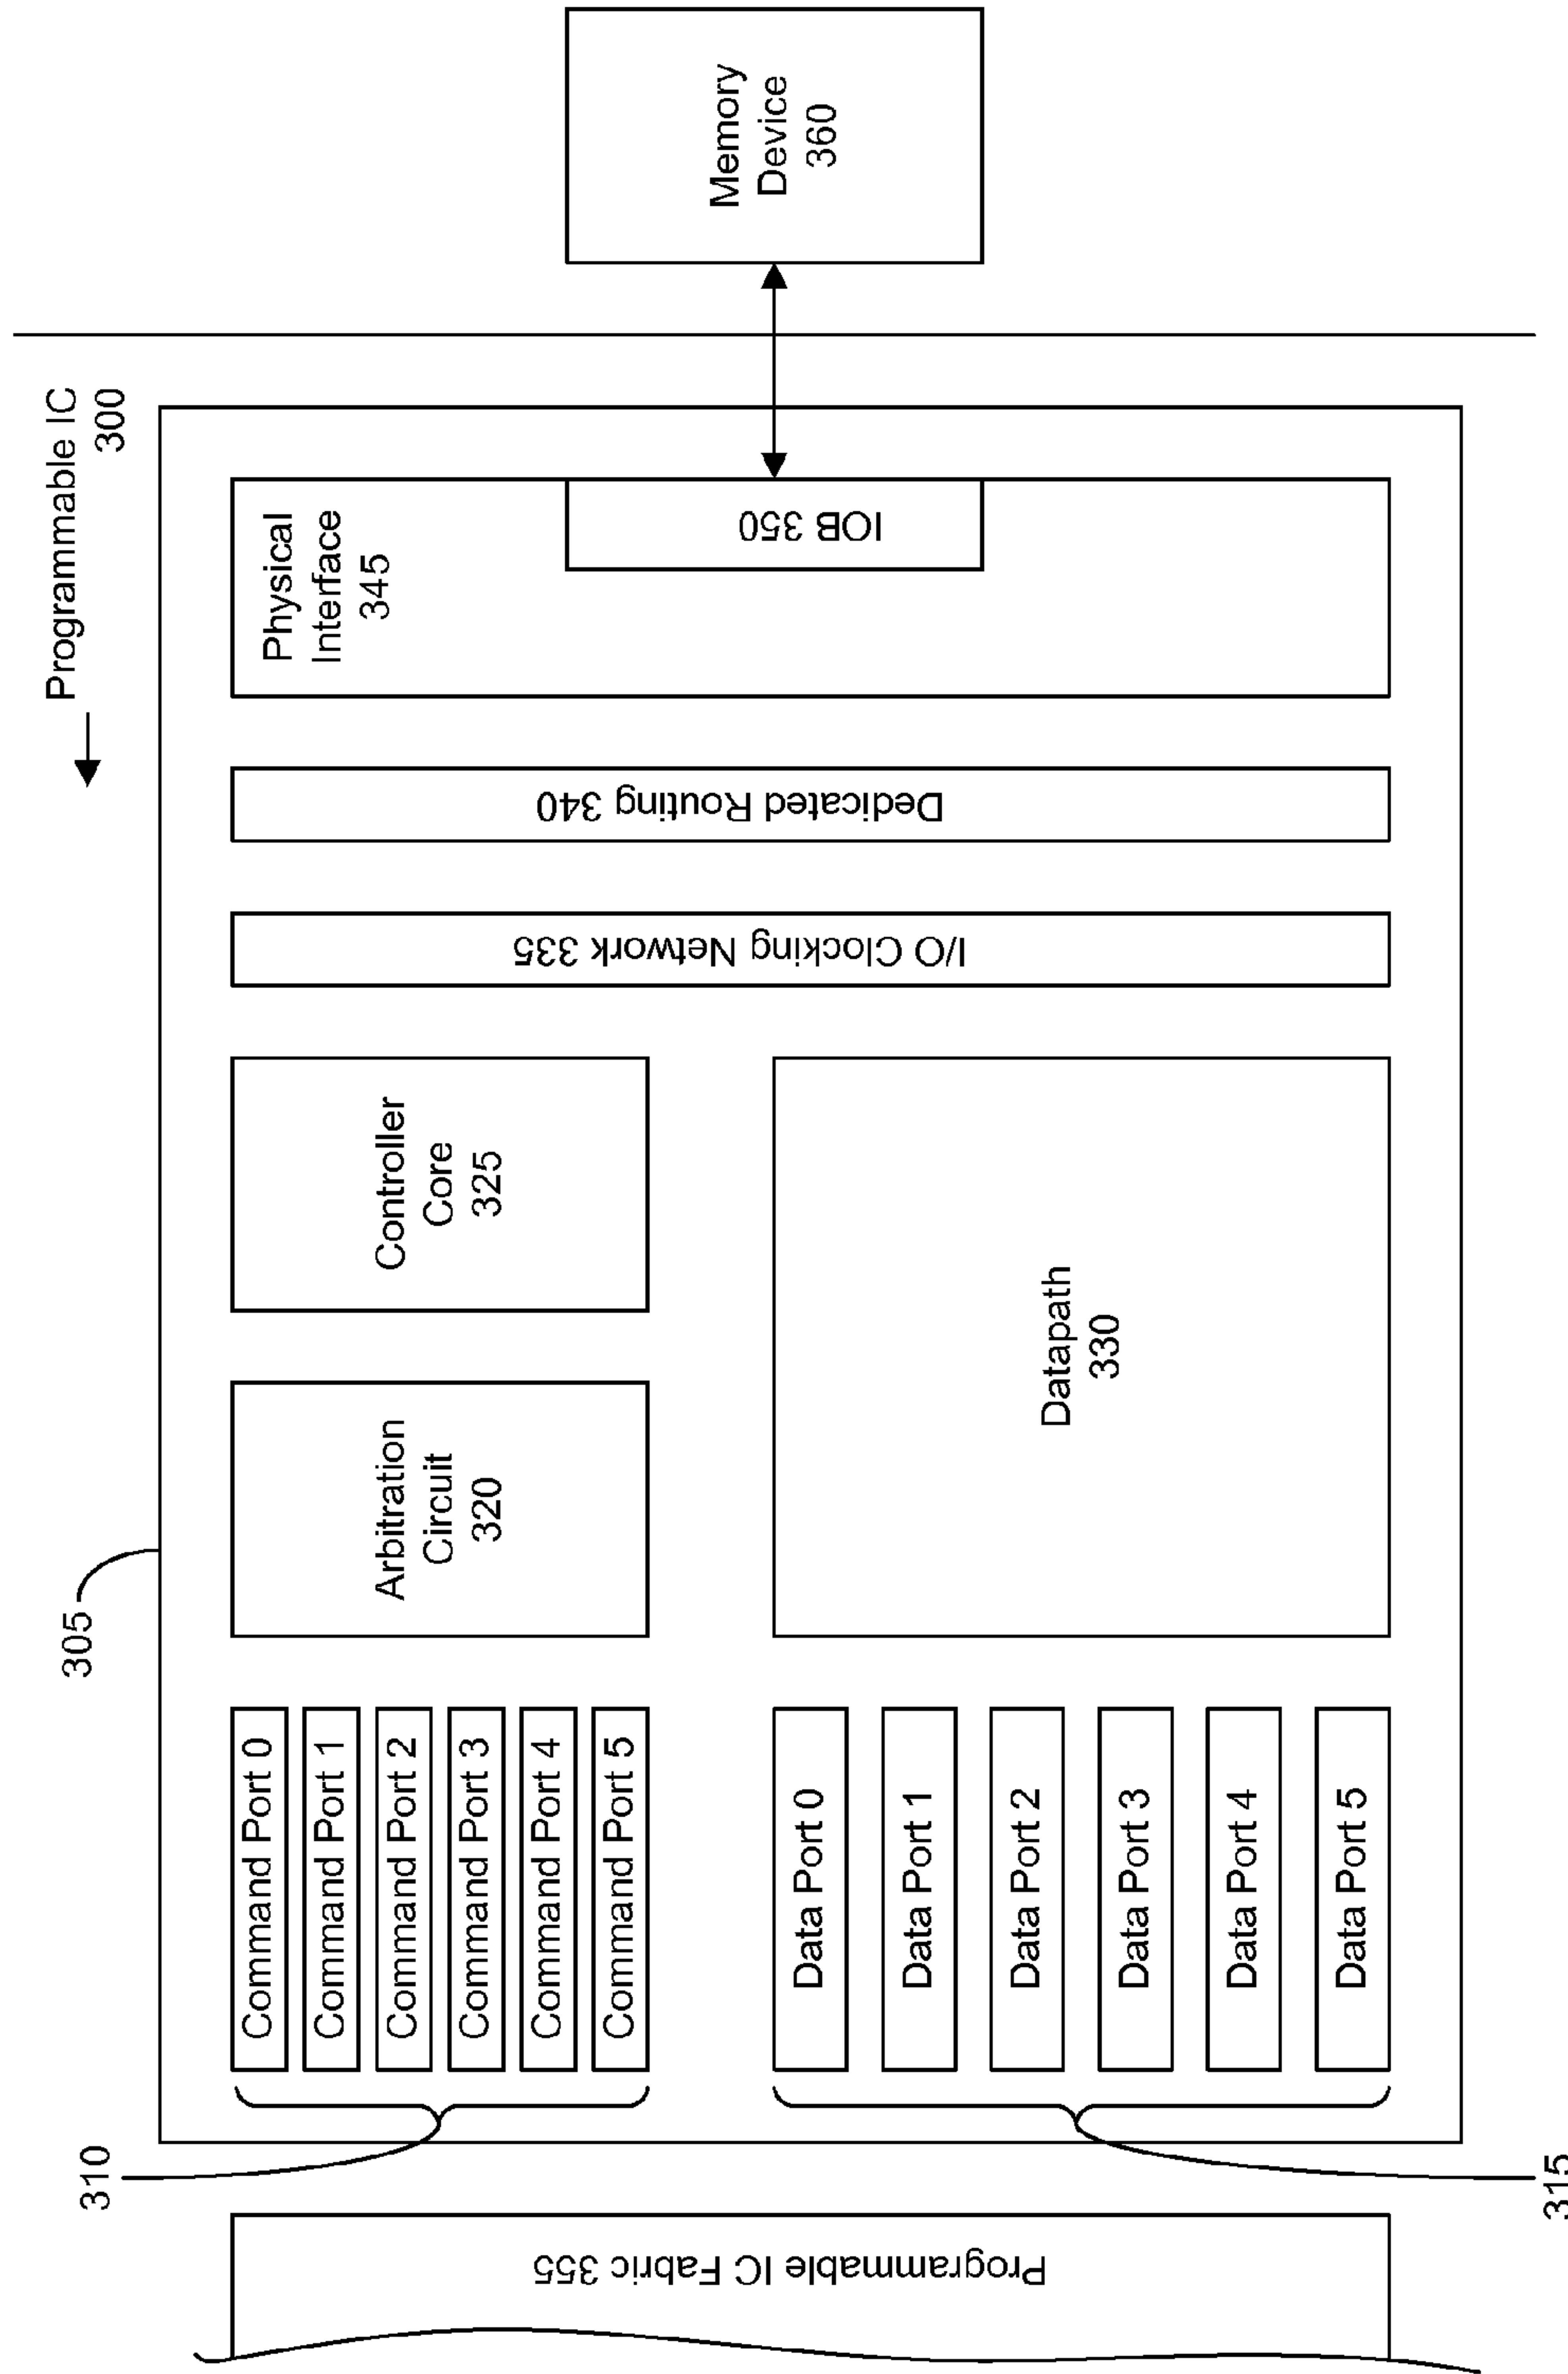 Programmable IC
300
305
310
315
Programmable IC Fabric 355
Command Port 0
Command Port 1
Command Port 2
Command Port 3
Command Port 4
Command Port 5
Data Port 0
Data Port 1
Data Port 2
Data Port 3
Data Port 4
Data Port 5
Arbitration
Circuit
320
Controller
Core
325
Datapath
330
I/O Clocking Network 335
Dedicated Routing 340
Physical
Interface
345
IOB 350
Memory
Device
360